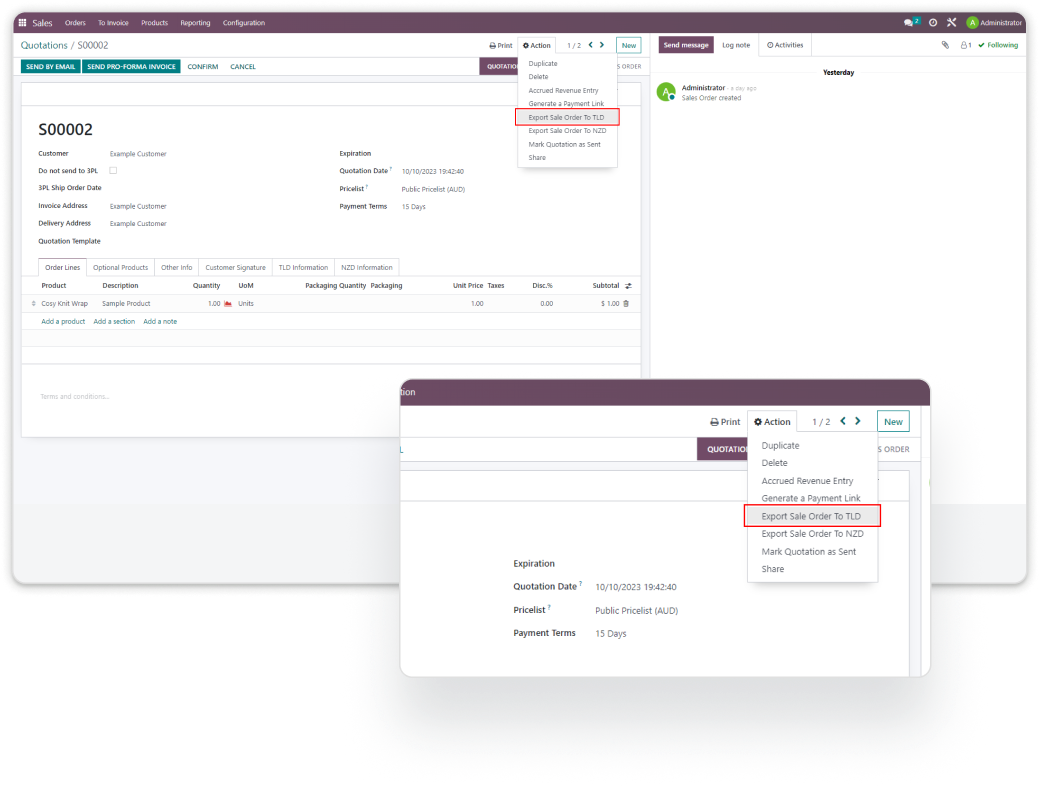 Sales Orders To Invoice Products Reporting Configuration 2 A Administrator
Quotations / S00002 Print Action 1 / 2 New Send message Log note Activities 1 Following
SEND BY EMAIL SEND PRO-FORMA INVOICE CONFIRM CANCEL QUOTATIO S ORDER
Duplicate
Delete
Accrued Revenue Entry
Generate a Payment Link
Export Sale Order To TLD
Export Sale Order To NZD
Mark Quotation as Sent
Share
Yesterday
A Administrator - a day ago
Sales Order created
S00002
Customer Example Customer Expiration
Do not send to 3PL Quotation Date ? 10/10/2023 19:42:40
3PL Ship Order Date Pricelist ? Public Pricelist (AUD)
Invoice Address Example Customer Payment Terms 15 Days
Delivery Address Example Customer
Quotation Template
Order Lines Optional Products Other Info Customer Signature TLD Information NZD Information
Product Description Quantity UoM Packaging Quantity Packaging Unit Price Taxes Disc.% Subtotal
Cosy Knit Wrap Sample Product 1.00 Units 1.00 0.00 $ 1.00
Add a product Add a section Add a note
Terms and conditions...
tion
Print Action 1 / 2 New
L QUOTATIO S ORDER
Duplicate
Delete
Accrued Revenue Entry
Generate a Payment Link
Export Sale Order To TLD
Export Sale Order To NZD
Mark Quotation as Sent
Share
Expiration
Quotation Date ? 10/10/2023 19:42:40
Pricelist ? Public Pricelist (AUD)
Payment Terms 15 Days